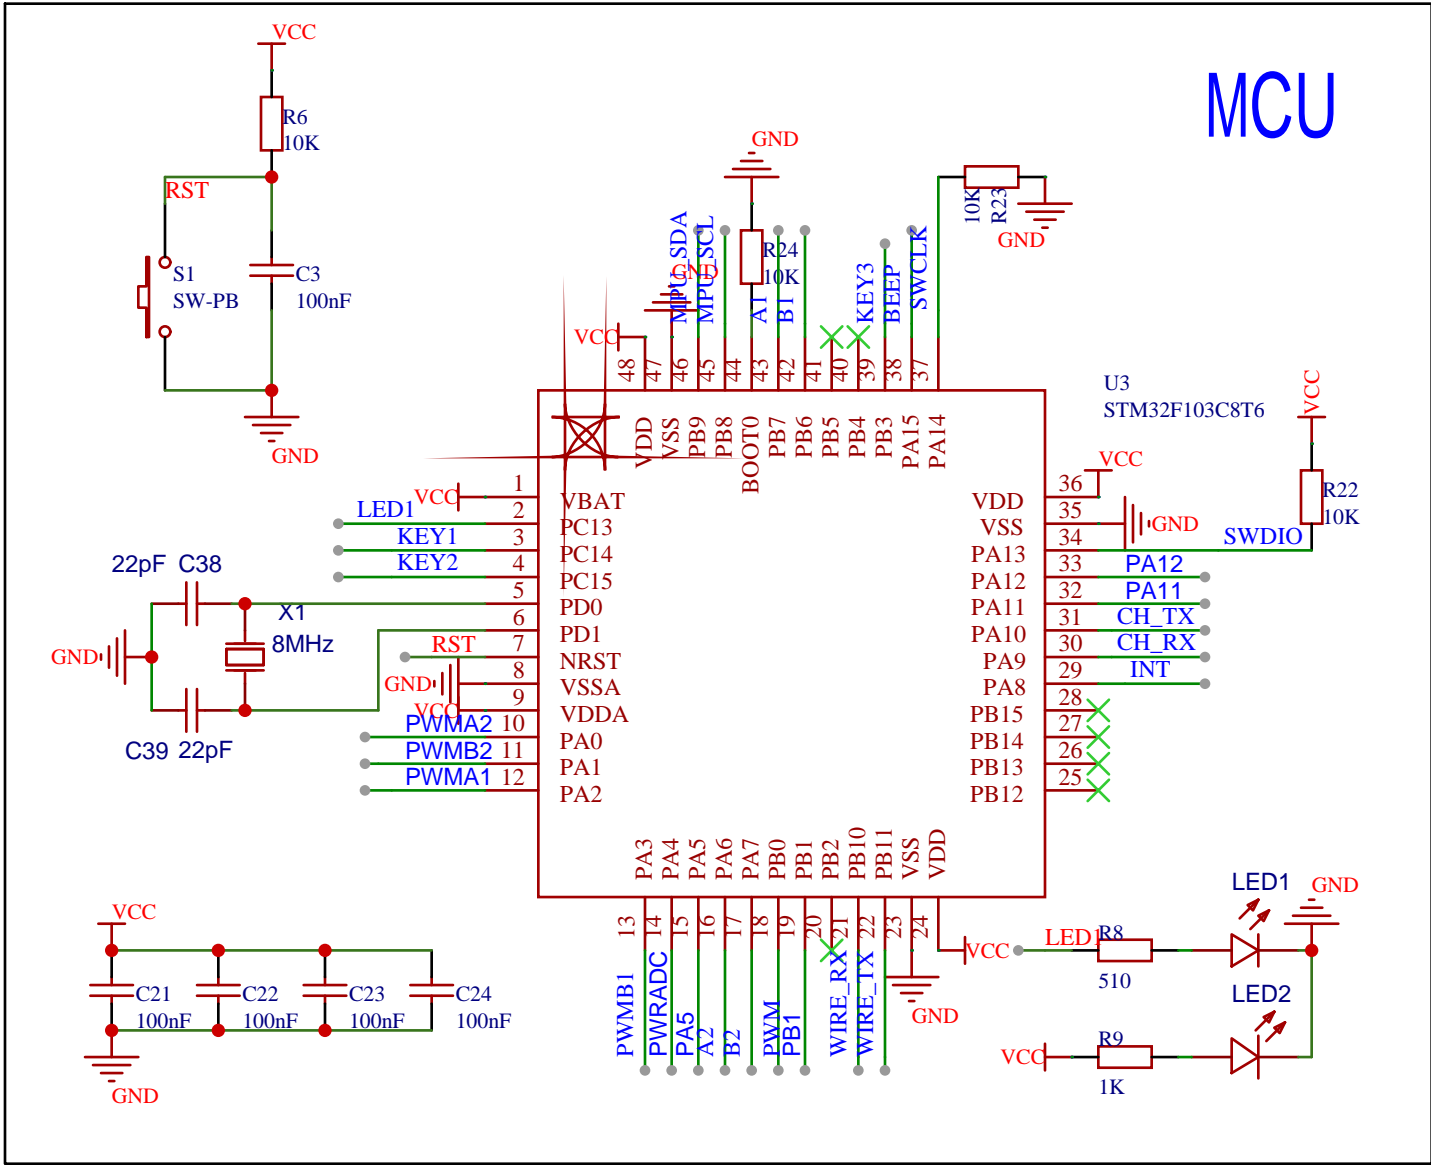 MCU
VCC
R6
10K
RST
S1
SW-PB
C3
100nF
GND
GND
R24
10K
10K
R23
GND
MPU_SDA
MPU_SCL
GND
A1
B1
KEY3
BEEP
SWCLK
VCC
48
47
46
45
44
43
42
41
40
39
38
37
VDD
VSS
PB9
PB8
BOOT0
PB7
PB6
PB5
PB4
PB3
PA15
PA14
U3
STM32F103C8T6
VCC
R22
10K
VCC
LED1
KEY1
KEY2
1
2
3
4
5
6
7
8
9
10
11
12
VBAT
PC13
PC14
PC15
PD0
PD1
NRST
VSSA
VDDA
PA0
PA1
PA2
22pF C38
X1
8MHz
GND
C39 22pF
RST
GND
VCC
PWMA2
PWMB2
PWMA1
VDD
VSS
PA13
PA12
PA11
PA10
PA9
PA8
PB15
PB14
PB13
PB12
36
35
34
33
32
31
30
29
28
27
26
25
VCC
GND
SWDIO
PA12
PA11
CH_TX
CH_RX
INT
PA3
PA4
PA5
PA6
PA7
PB0
PB1
PB2
PB10
PB11
VSS
VDD
13
14
15
16
17
18
19
20
21
22
23
24
PWMB1
PWRADC
PA5
A2
B2
PWM
PB1
WIRE_RX
WIRE_TX
GND
VCC
VCC
C21
100nF
C22
100nF
C23
100nF
C24
100nF
GND
LED1
GND
LED1
R8
510
LED2
VCC
R9
1K